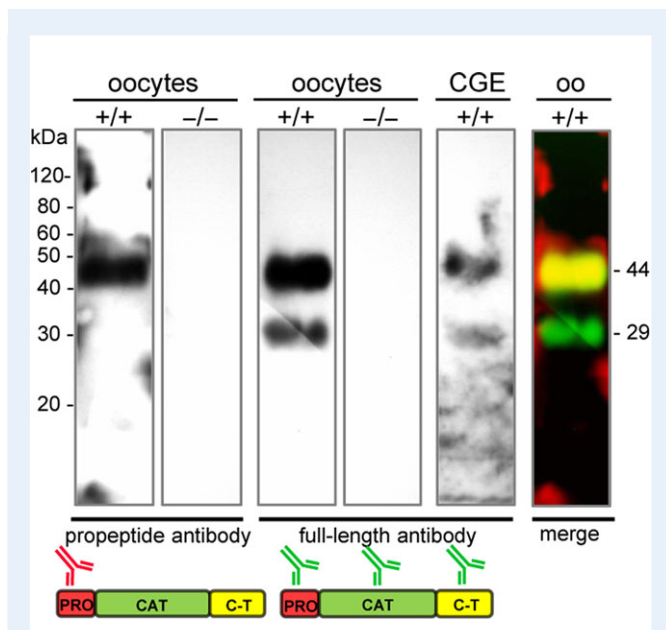 oocytes oocytes CGE oo
+/+ –/– +/+ –/– +/+ +/+
kDa
120-
80 -
60 -
50 -
40 -
30 -
20 -
- 44
- 29
propeptide antibody full-length antibody merge
PRO CAT C-T PRO CAT C-T